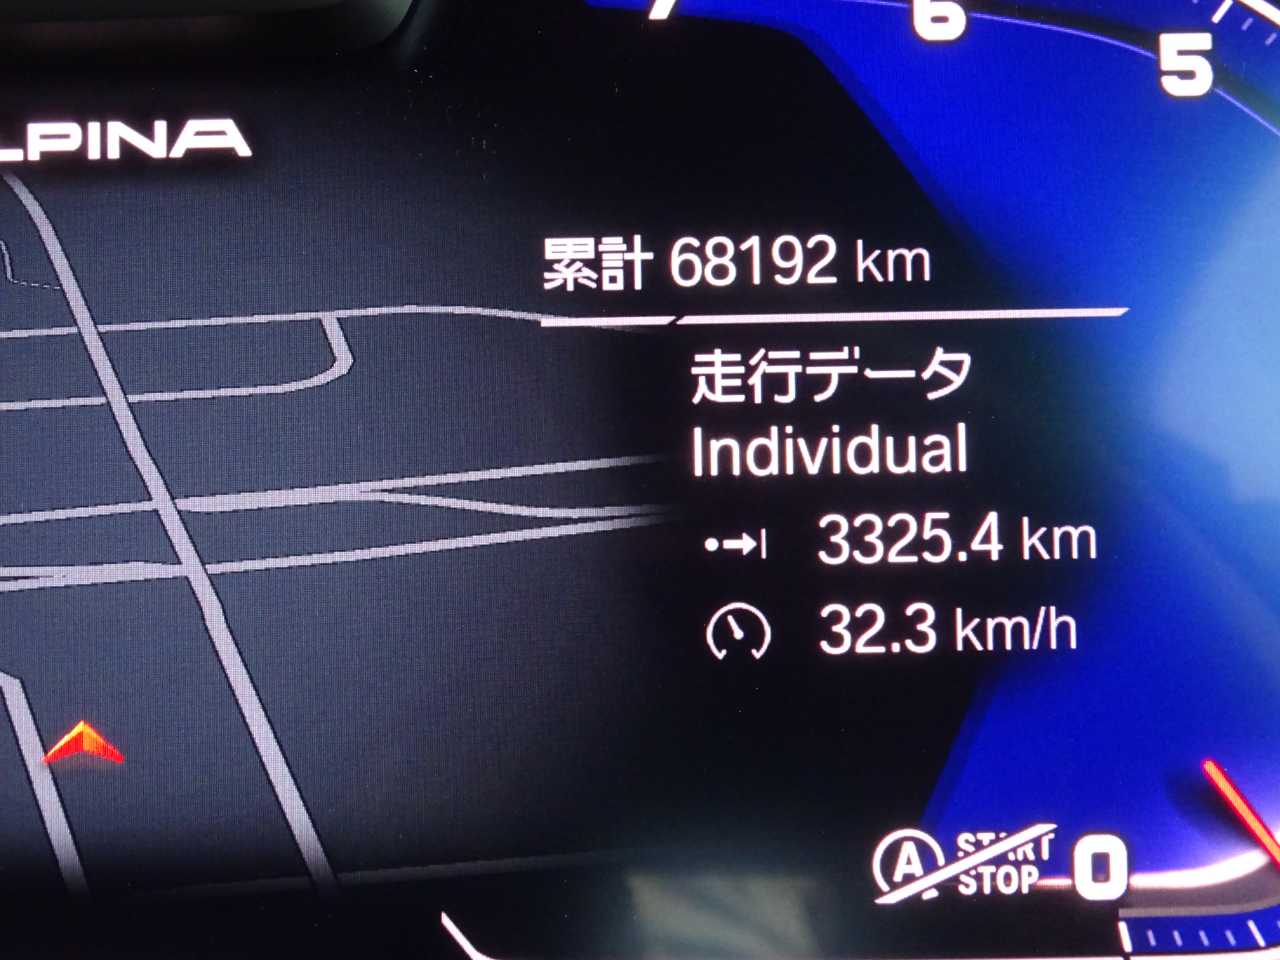 7
6
5
LPINA
累計 68192 km
走行データ
Individual
3325.4 km
32.3 km/h
A START STOP
0